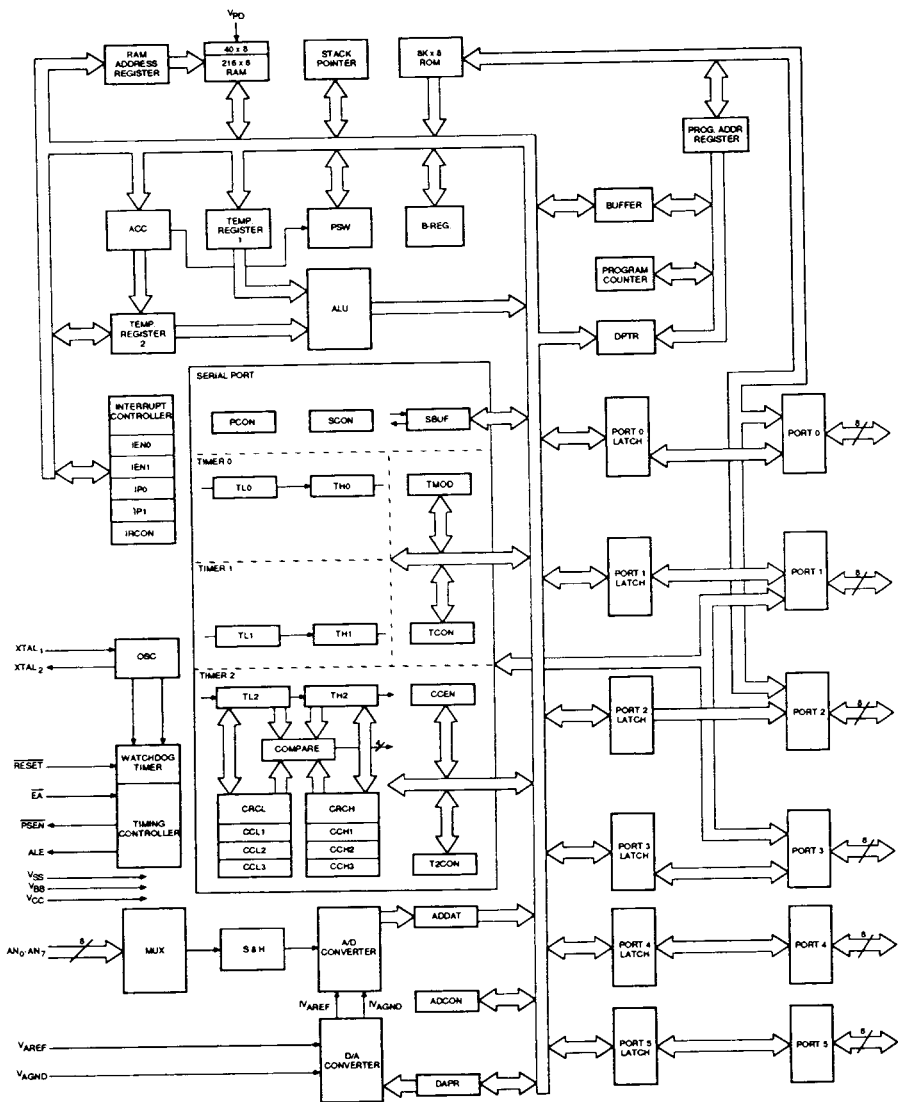 VPD
RAM
ADDRESS
REGISTER
40 x 8
216 x 8
RAM
STACK
POINTER
8K x 8
ROM
PROG. ADDR
REGISTER
ACC
TEMP.
REGISTER
1
PSW
B-REG.
BUFFER
PROGRAM
COUNTER
TEMP.
REGISTER
2
ALU
DPTR
SERIAL PORT
PCON
SCON
SBUF
INTERRUPT
CONTROLLER
IEN0
IEN1
IP0
IP1
IRCON
TIMER 0
TL0
TH0
TMOD
PORT 0
LATCH
PORT 0
8
TIMER 1
TL1
TH1
TCON
PORT 1
LATCH
PORT 1
8
XTAL1
XTAL2
OSC
TIMER 2
TL2
TH2
CCEN
COMPARE
4
PORT 2
LATCH
PORT 2
8
RESET
EA
PSEN
ALE
WATCHDOG
TIMER
TIMING
CONTROLLER
CRCL
CCL1
CCL2
CCL3
CRCH
CCH1
CCH2
CCH3
T2CON
PORT 3
LATCH
PORT 3
8
VSS
VBB
VCC
AN0-AN7
8
MUX
S & H
A/D
CONVERTER
ADDAT
PORT 4
LATCH
PORT 4
8
IVAREF
IVAGND
ADCON
VAREF
VAGND
D/A
CONVERTER
DAPR
PORT 5
LATCH
PORT 5
8